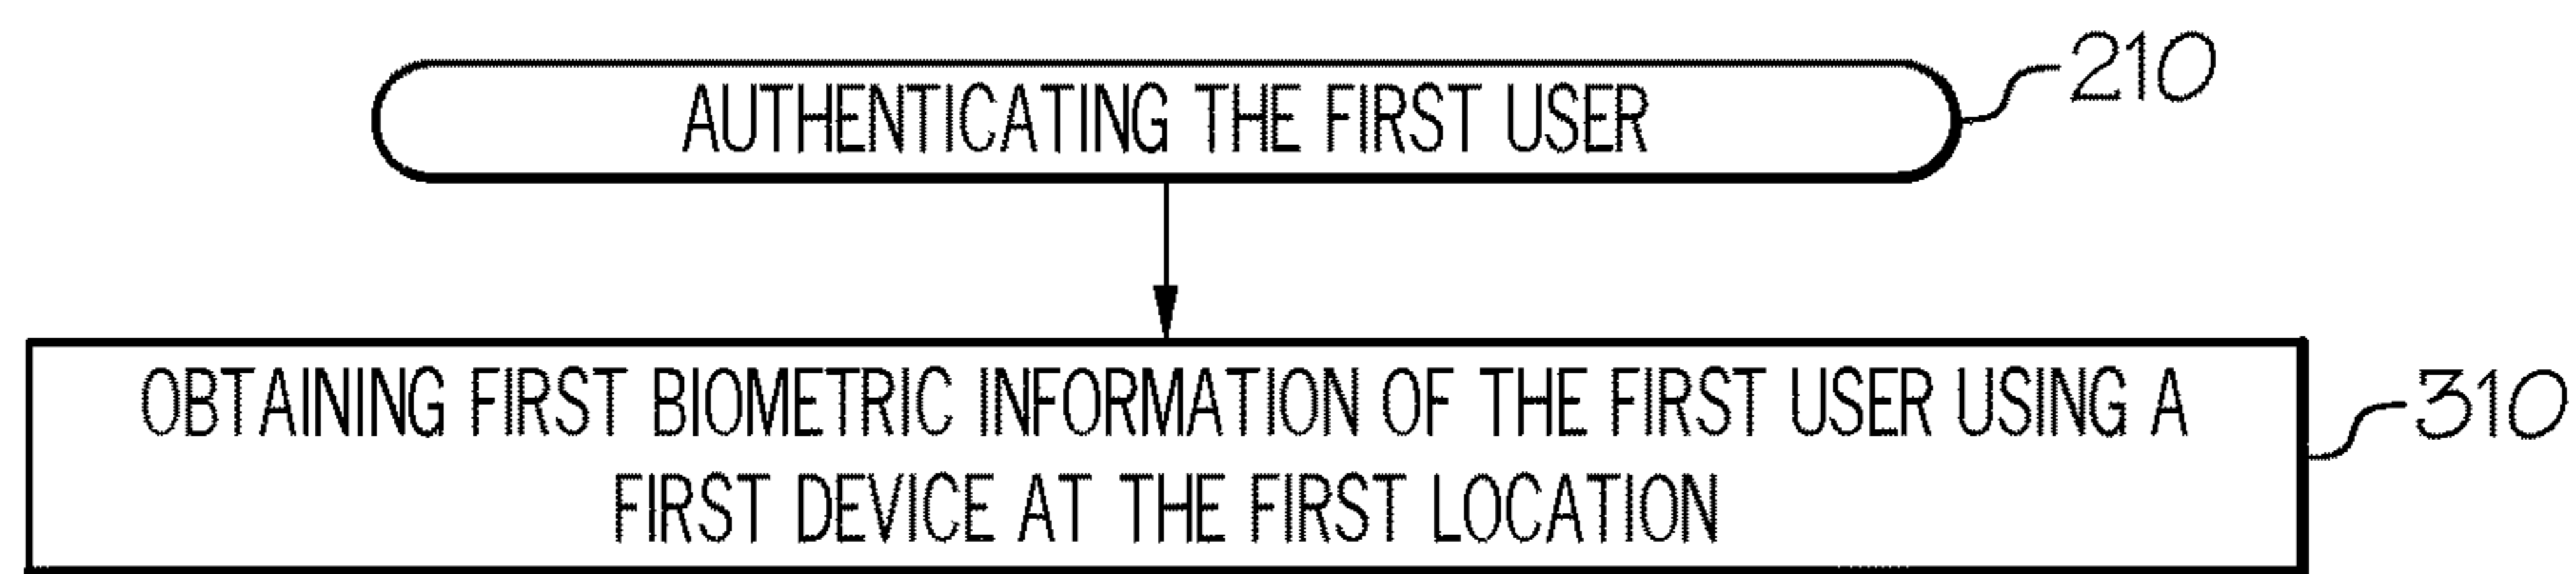 AUTHENTICATING THE FIRST USER 210
OBTAINING FIRST BIOMETRIC INFORMATION OF THE FIRST USER USING A
FIRST DEVICE AT THE FIRST LOCATION
310